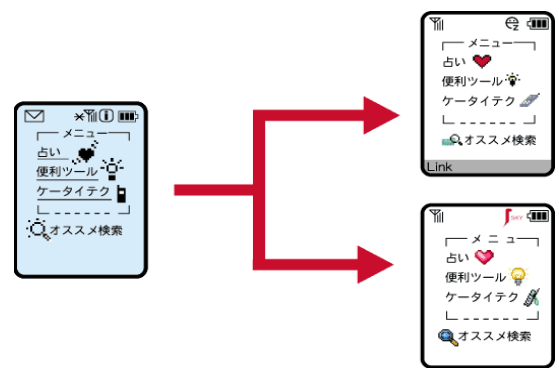 メニュー
占い
便利ツール
ケータイテク
オススメ検索
メニュー
占い
便利ツール
ケータイテク
オススメ検索
Link
SKY
メニュー
占い
便利ツール
ケータイテク
オススメ検索